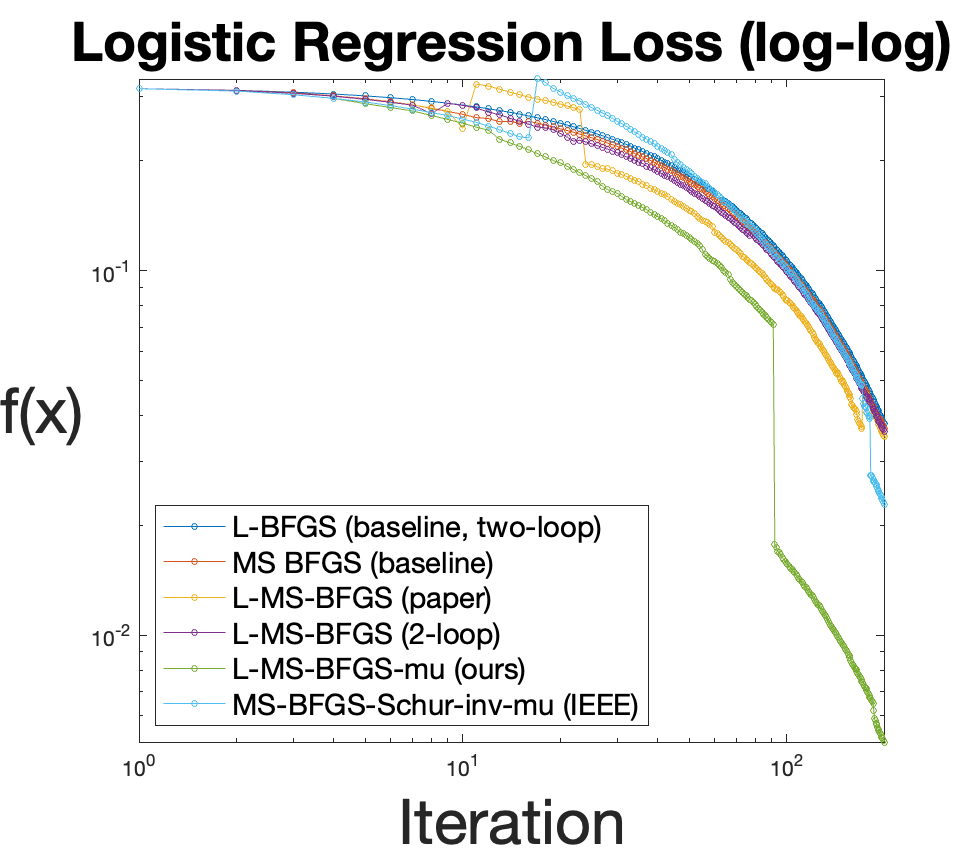 Logistic Regression Loss (log-log)
10^-1
f(x)
L-BFGS (baseline, two-loop)
MS BFGS (baseline)
L-MS-BFGS (paper)
L-MS-BFGS (2-loop)
10^-2
L-MS-BFGS-mu (ours)
MS-BFGS-Schur-inv-mu (IEEE)
10^0 10^1 10^2
Iteration